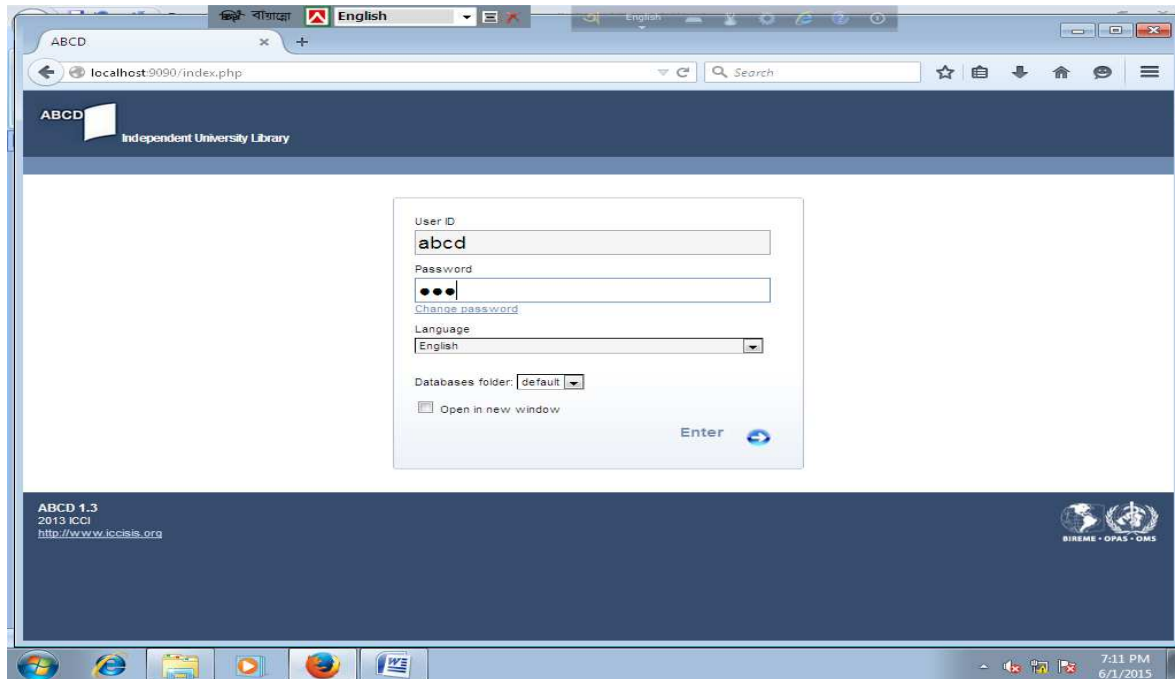 English
English
ABCD
localhost:9090/index.php
Search
ABCD
Independent University Library
User ID
abcd
Password
Change password
Language
English
Databases folder: default
Open in new window
Enter
ABCD 1.3
2013 ICCI
http://www.iccisis.org
BIREME • OPAS • OMS
7:11 PM
6/1/2015